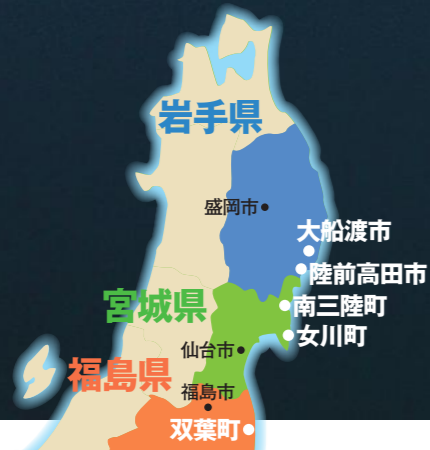 岩手県
盛岡市
大船渡市
陸前高田市
宮城県
南三陸町
女川町
仙台市
福島県
福島市
双葉町